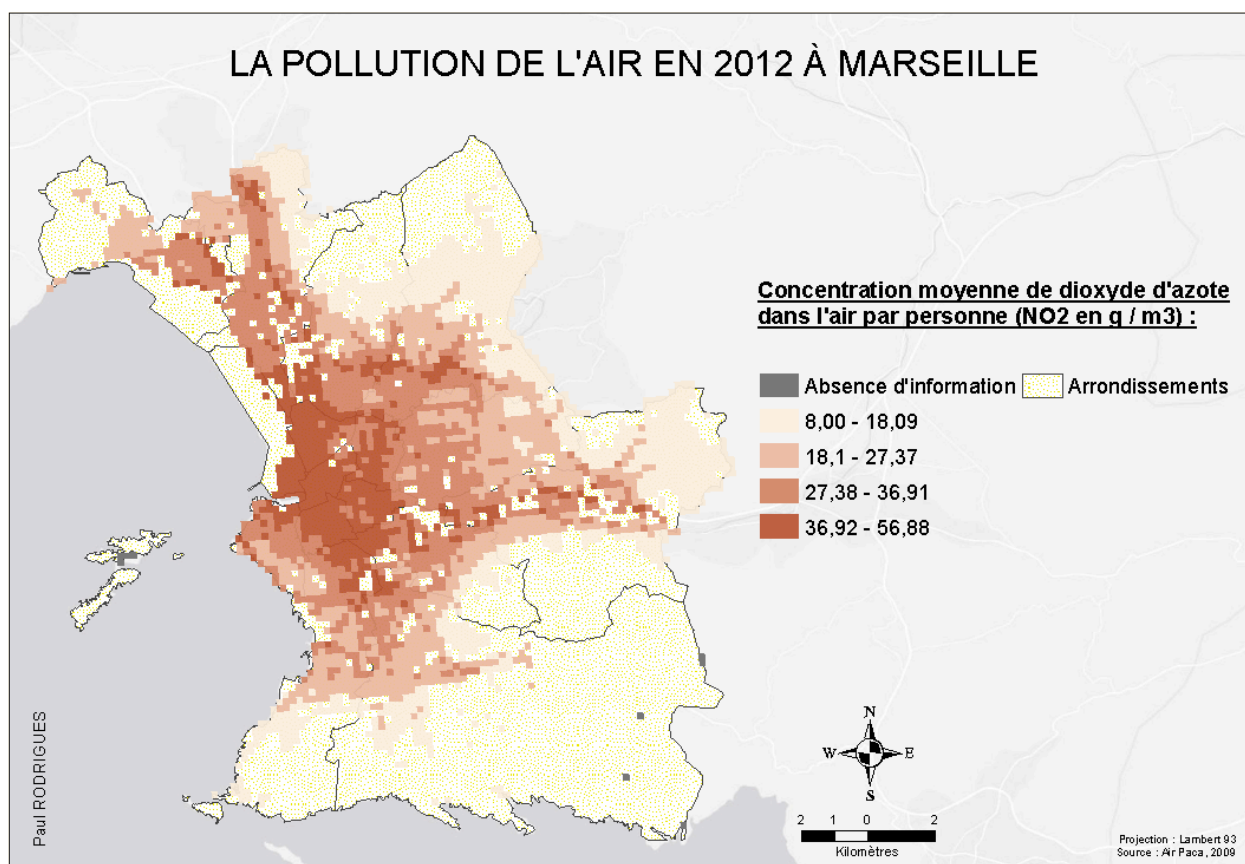 LA POLLUTION DE L'AIR EN 2012 À MARSEILLE
Concentration moyenne de dioxyde d'azote
dans l'air par personne (NO2 en g / m3) :
Absence d'information
Arrondissements
8,00 - 18,09
18,1 - 27,37
27,38 - 36,91
36,92 - 56,88
N
W E
S
2 1 0 2
Kilomètres
Paul RODRIGUES
Projection : Lambert 93
Source : Air Paca, 2009